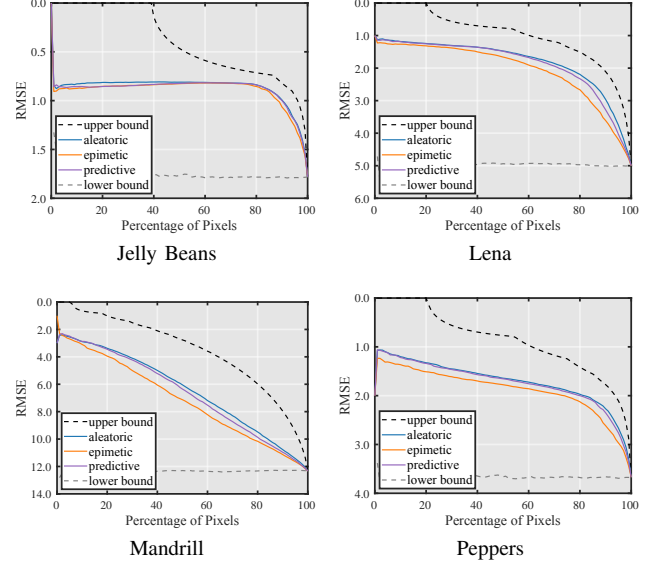 0.0
0.5
1.0
1.5
2.0
RMSE
upper bound
aleatoric
epimetic
predictive
lower bound
0 20 40 60 80 100
Percentage of Pixels
Jelly Beans
0.0
1.0
2.0
3.0
4.0
5.0
6.0
RMSE
upper bound
aleatoric
epimetic
predictive
lower bound
0 20 40 60 80 100
Percentage of Pixels
Lena
0.0
2.0
4.0
6.0
8.0
10.0
12.0
14.0
RMSE
upper bound
aleatoric
epimetic
predictive
lower bound
0 20 40 60 80 100
Percentage of Pixels
Mandrill
0.0
1.0
2.0
3.0
4.0
RMSE
upper bound
aleatoric
epimetic
predictive
lower bound
0 20 40 60 80 100
Percentage of Pixels
Peppers